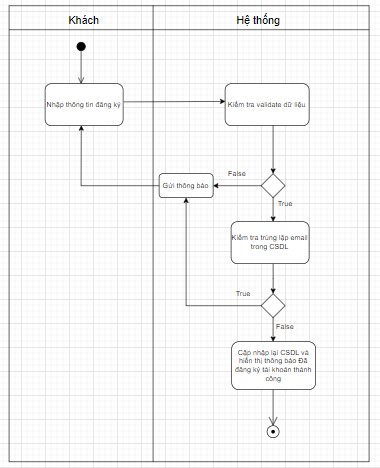 Khách
Hệ thống
Nhập thông tin đăng ký
Kiểm tra validate dữ liệu
False
Gửi thông báo
True
Kiểm tra trùng lặp email
trong CSDL
True
False
Cập nhập lại CSDL và
hiển thị thông báo Đã
đăng ký tài khoản thành
công